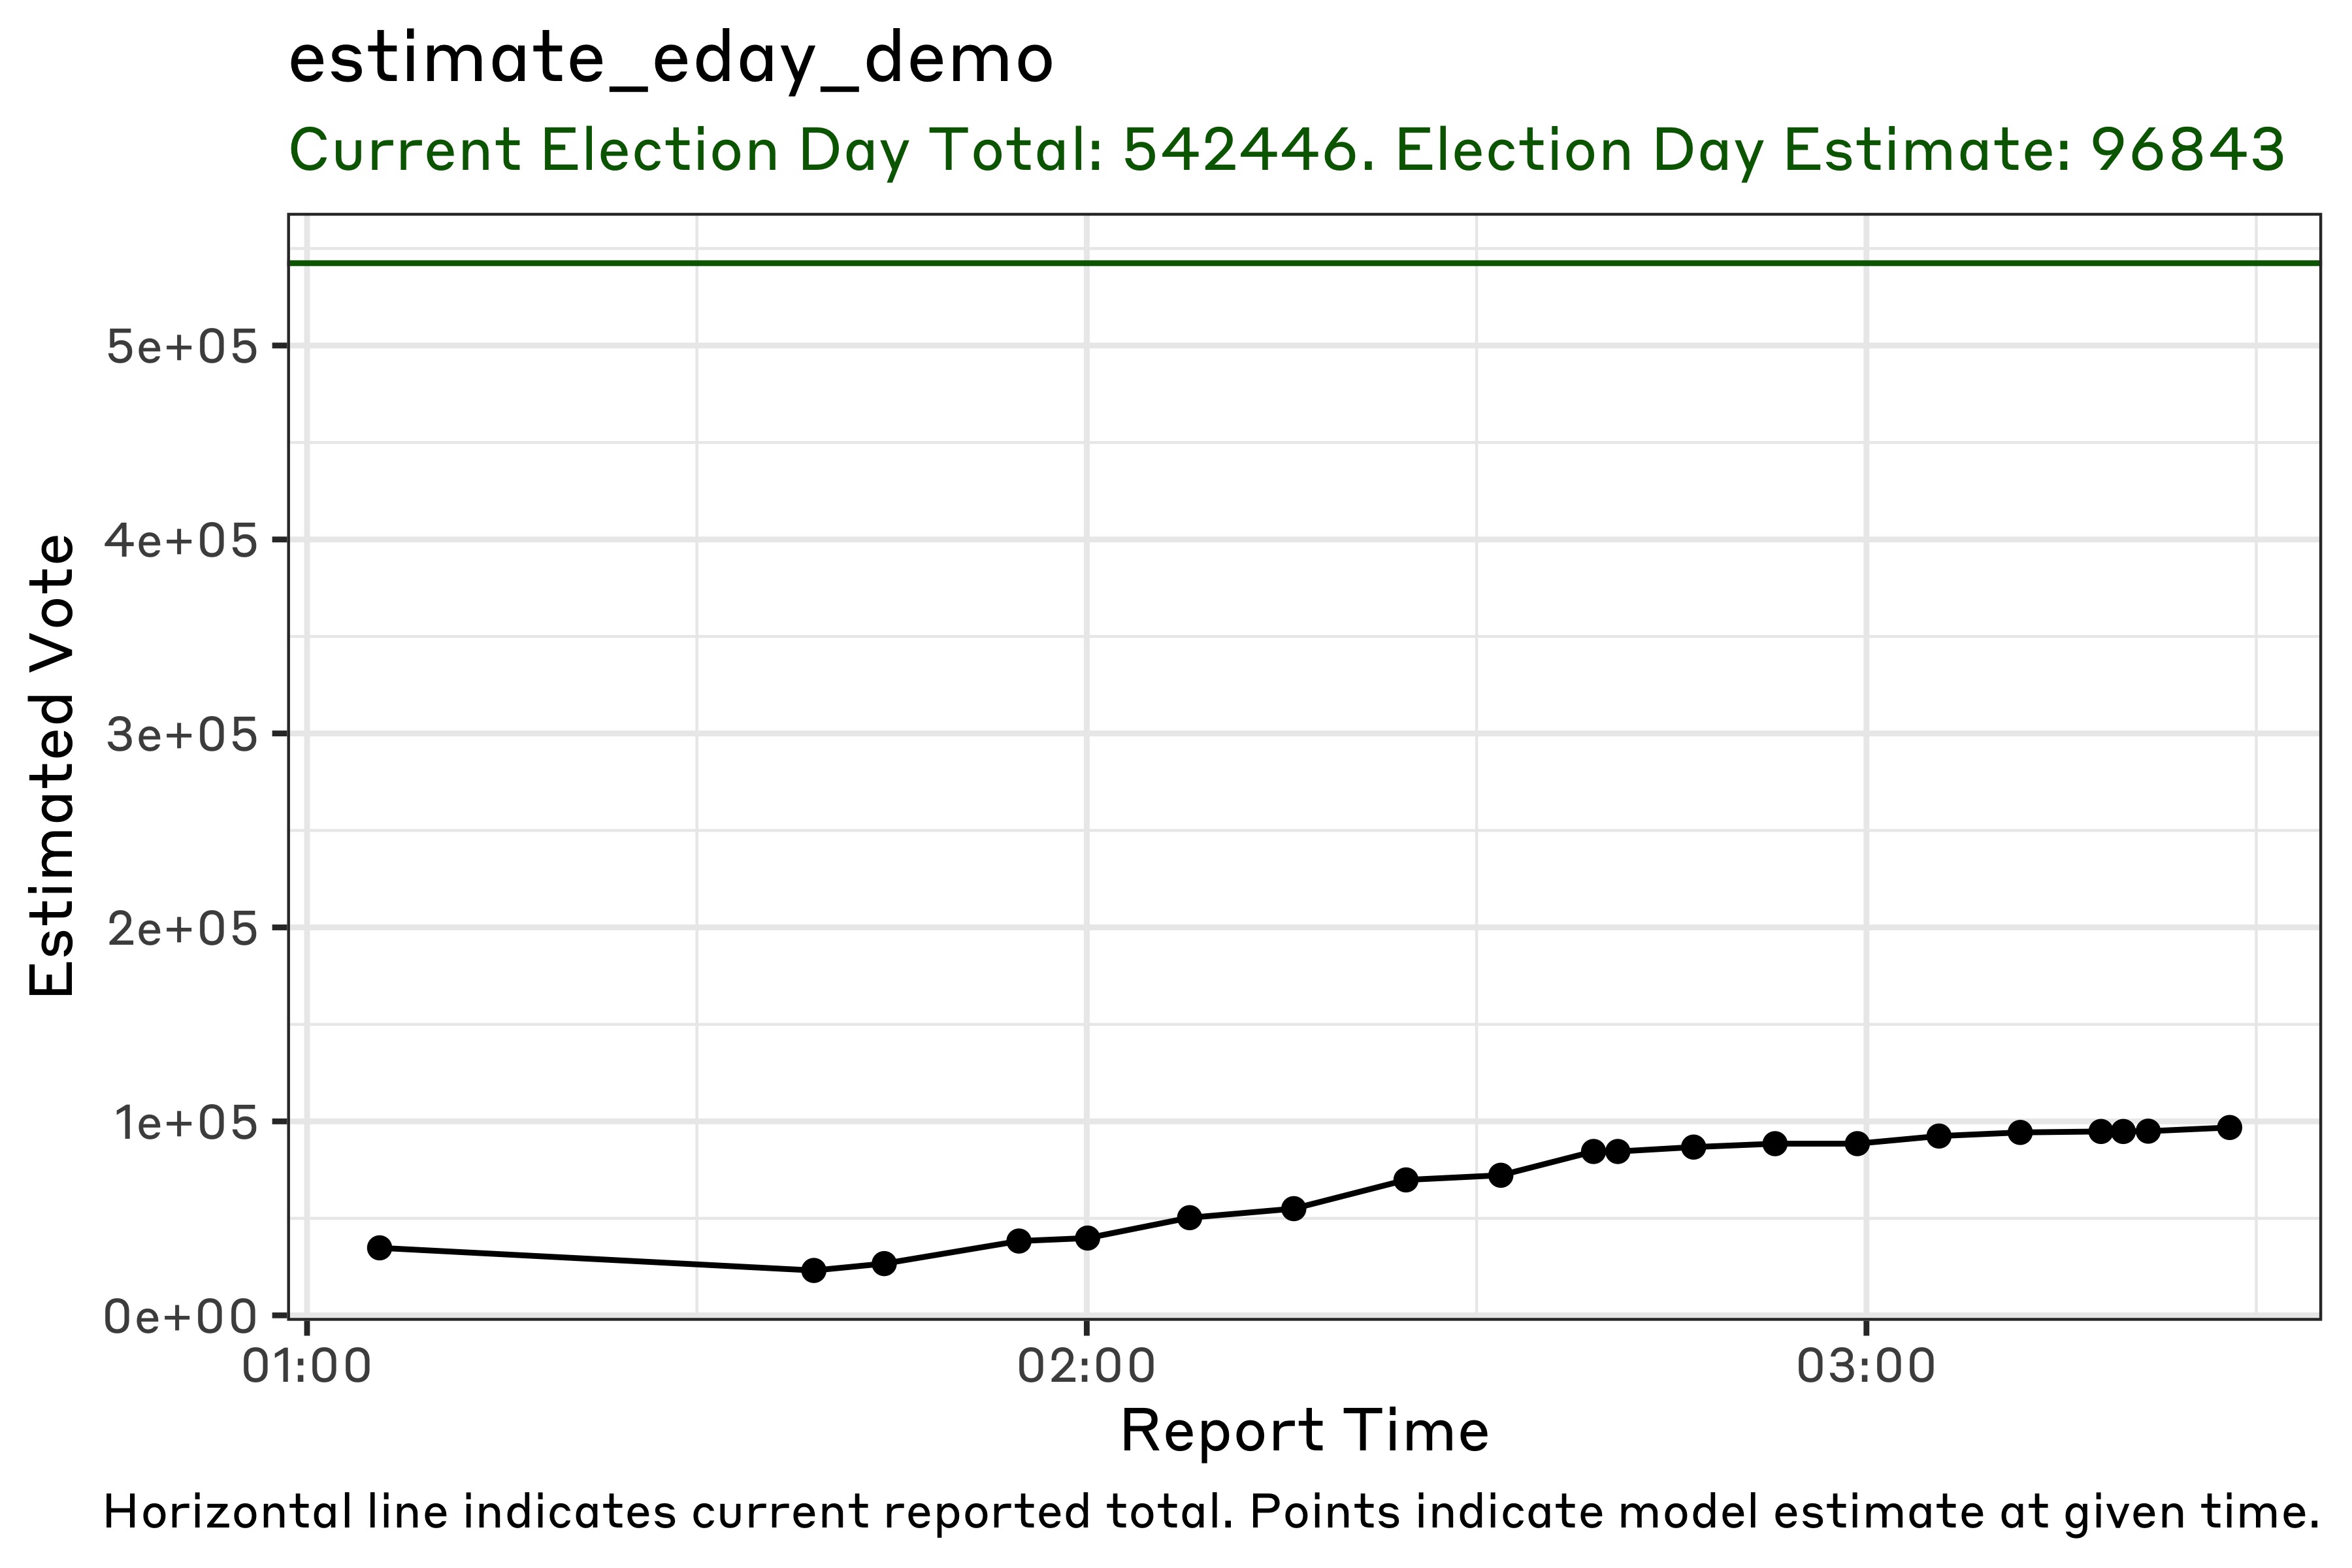 estimate_eday_demo
Current Election Day Total: 542446. Election Day Estimate: 96843
5e+05
4e+05
3e+05
2e+05
1e+05
0e+00
Estimated Vote
01:00 02:00 03:00
Report Time
Horizontal line indicates current reported total. Points indicate model estimate at given time.